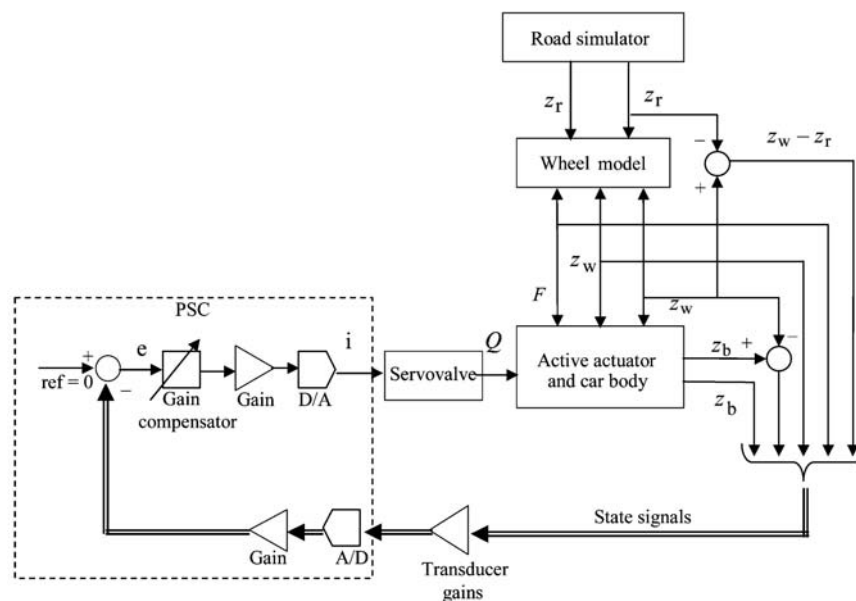 Road simulator
z_r z_r
− z_w − z_r
Wheel model
+
z_w
F z_w
PSC
−
+ e i Q z_b +
Active actuator
and car body
ref = 0 − Servovalve
z_b
Gain
compensator Gain D/A
State signals
Gain A/D Transducer
gains